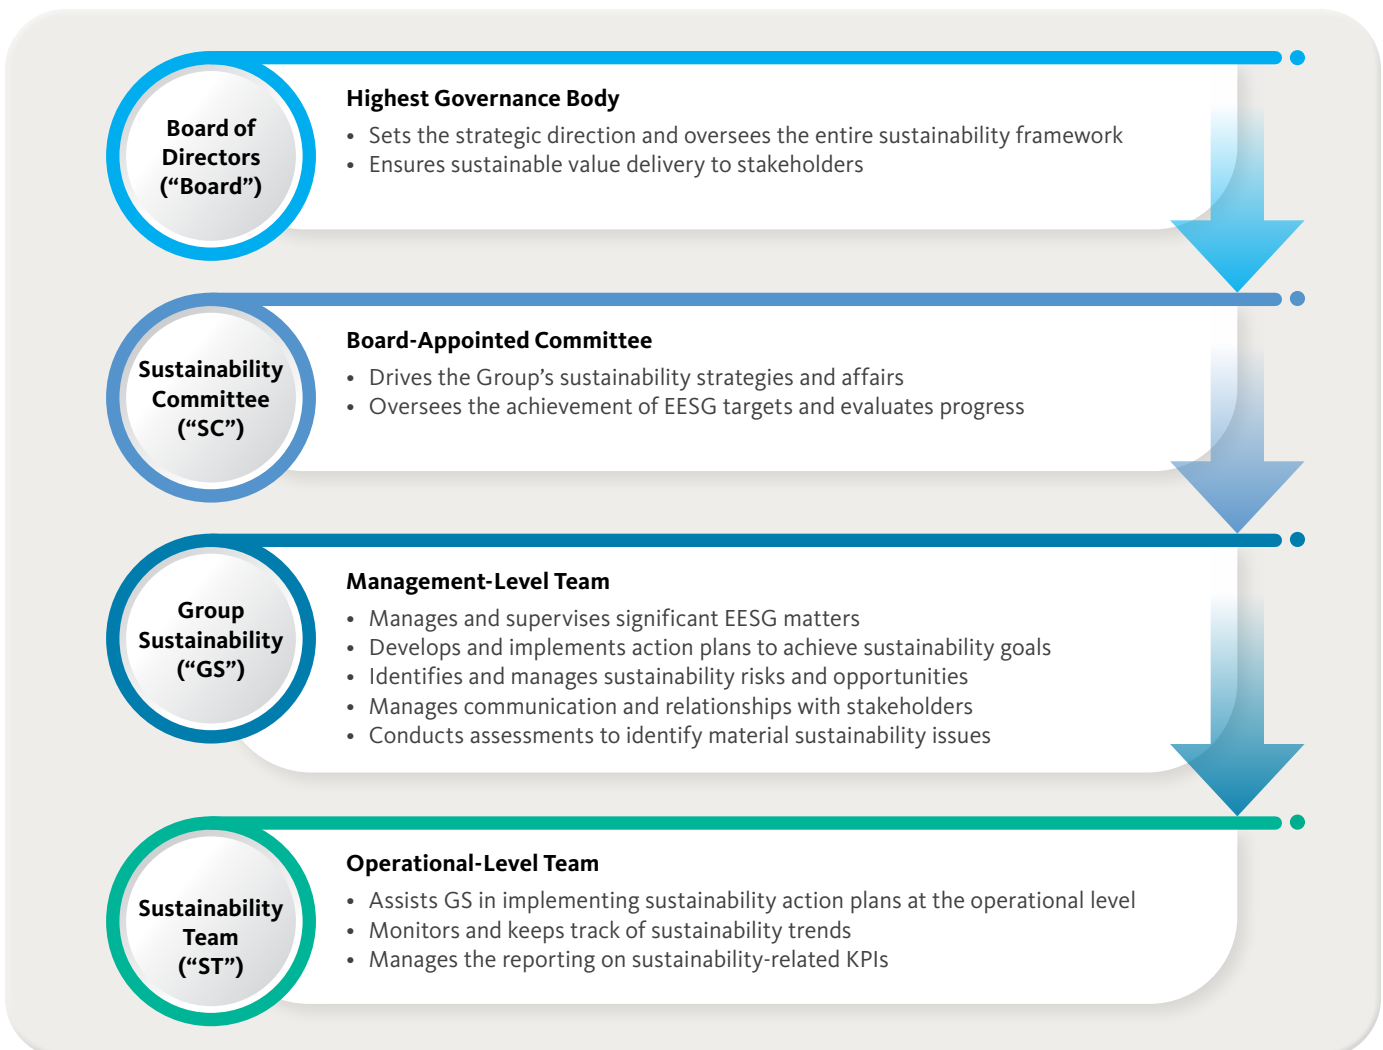 Board of
Directors
(“Board”)
Highest Governance Body
• Sets the strategic direction and oversees the entire sustainability framework
• Ensures sustainable value delivery to stakeholders
Sustainability
Committee
(“SC”)
Board-Appointed Committee
• Drives the Group’s sustainability strategies and affairs
• Oversees the achievement of EESG targets and evaluates progress
Group
Sustainability
(“GS”)
Management-Level Team
• Manages and supervises significant EESG matters
• Develops and implements action plans to achieve sustainability goals
• Identifies and manages sustainability risks and opportunities
• Manages communication and relationships with stakeholders
• Conducts assessments to identify material sustainability issues
Sustainability
Team
(“ST”)
Operational-Level Team
• Assists GS in implementing sustainability action plans at the operational level
• Monitors and keeps track of sustainability trends
• Manages the reporting on sustainability-related KPIs